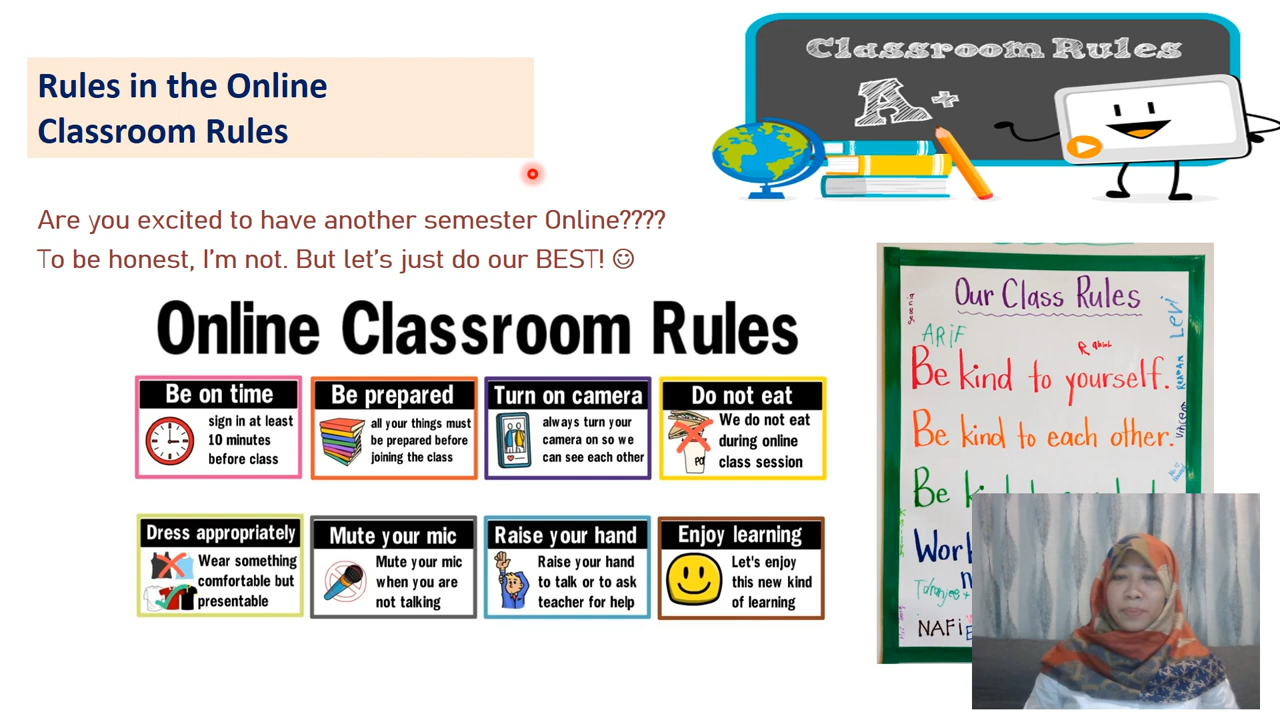 Rules in the Online
Classroom Rules
Classroom Rules
A+
Are you excited to have another semester Online????
To be honest, I'm not. But let's just do our BEST! ☺
Online Classroom Rules
Be on time
sign in at least
10 minutes
before class
Be prepared
all your things must
be prepared before
joining the class
Turn on camera
always turn your
camera on so we
can see each other
Do not eat
We do not eat
during online
class session
Dress appropriately
Wear something
comfortable but
presentable
Mute your mic
Mute your mic
when you are
not talking
Raise your hand
Raise your hand
to talk or to ask
teacher for help
Enjoy learning
Let's enjoy
this new kind
of learning
Our Class Rules
ARiF
Levi
Be kind to yourself.
Be kind to each other.
Be
NAFiE